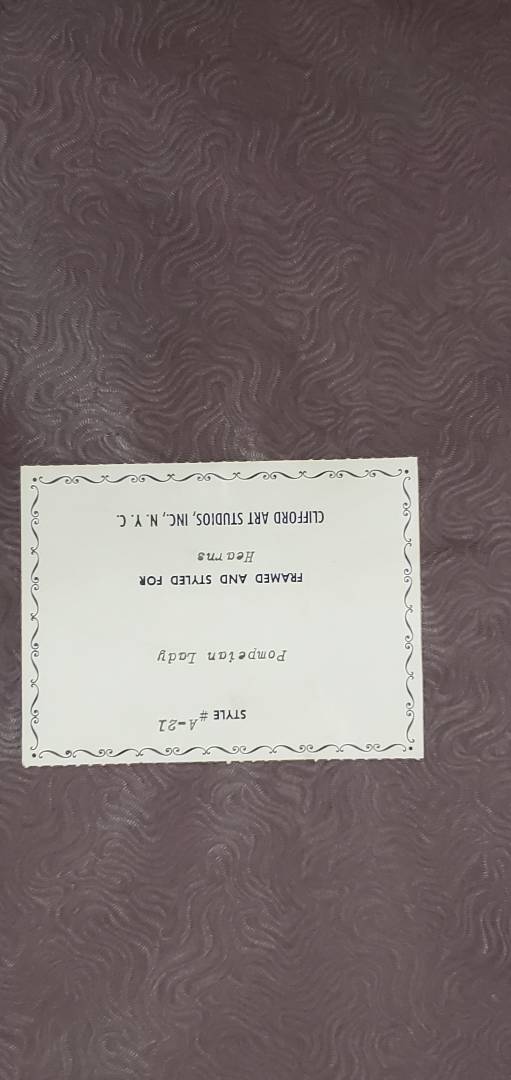 STYLE # A-21
Pompeian Lady
FRAMED AND STYLED FOR
Hearns
CLIFFORD ART STUDIOS, INC., N. Y. C.